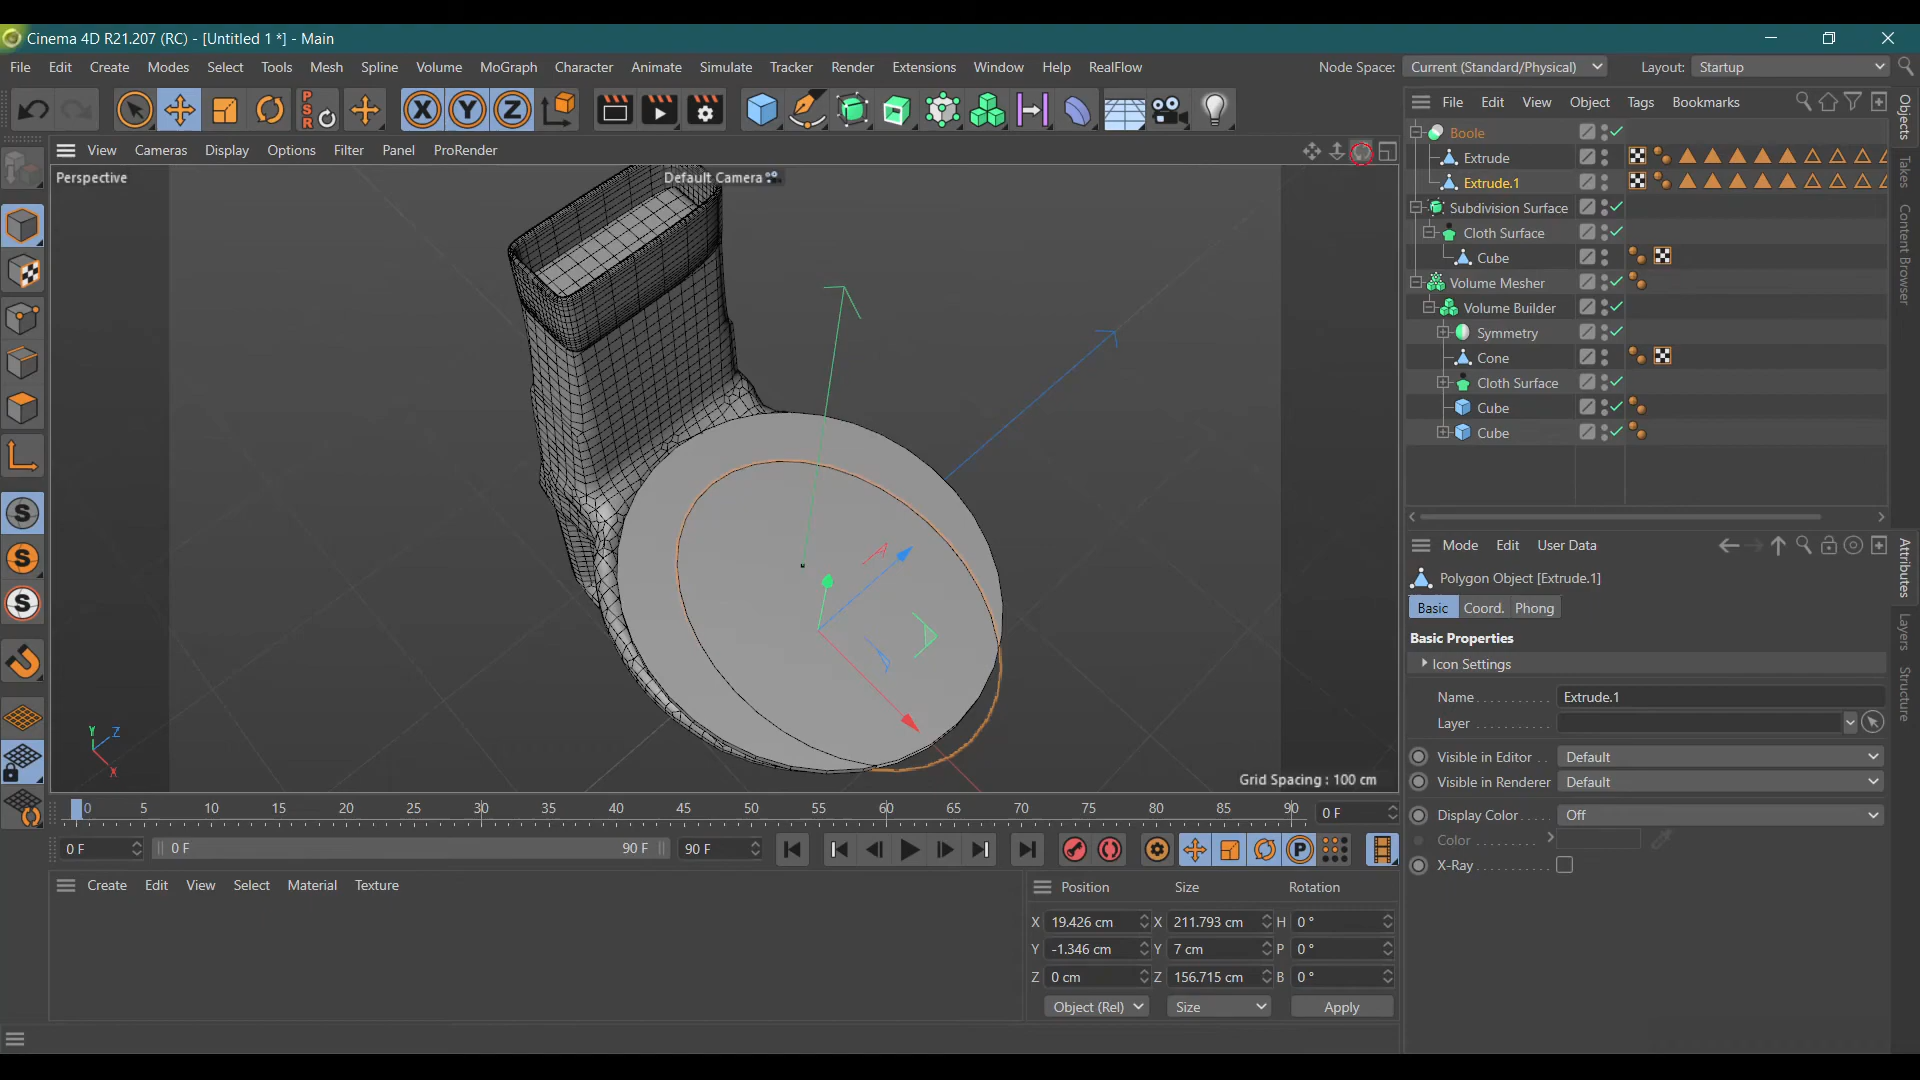 Cinema 4D R21.207 (RC) - [Untitled 1 *] - Main
File Edit Create Modes Select Tools Mesh Spline Volume MoGraph Character Animate Simulate Tracker Render Extensions Window Help RealFlow Node Space: Current (Standard/Physical) Layout: Startup
P
S
R
X Y Z
File Edit View Object Tags Bookmarks
View Cameras Display Options Filter Panel ProRender
Perspective
Default Camera
Boole
Extrude
Extrude.1
Subdivision Surface
Cloth Surface
Cube
Volume Mesher
Volume Builder
Symmetry
Cone
Cloth Surface
Cube
Cube
Objects
Takes
Content Browser
Attributes
Layers
Structure
Mode Edit User Data
Polygon Object [Extrude.1]
Basic Coord. Phong
Basic Properties
Icon Settings
Name Extrude.1
Layer
Visible in Editor Default
Visible in Renderer Default
Display Color Off
Color
X-Ray
S
S
S
Y Z
X
Grid Spacing : 100 cm
0 5 10 15 20 25 30 35 40 45 50 55 60 65 70 75 80 85 90 0 F
0 F 0 F 90 F 90 F P
Create Edit View Select Material Texture
Position Size Rotation
X 19.426 cm X 211.793 cm H 0 °
Y -1.346 cm Y 7 cm P 0 °
Z 0 cm Z 156.715 cm B 0 °
Object (Rel) Size Apply